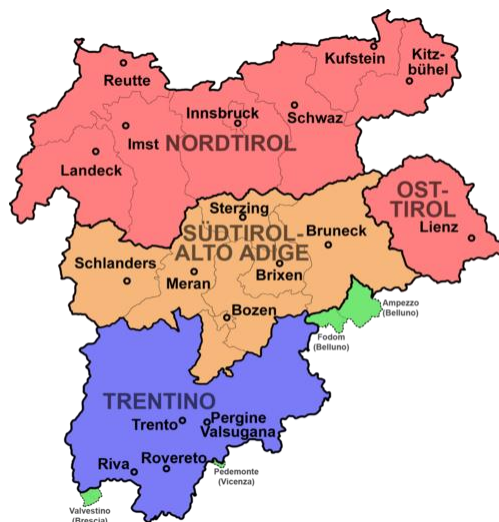 Kufstein
Kitz-
bühel
Reutte
Innsbruck
Schwaz
Imst
NORDTIROL
Landeck
OST-
TIROL
Lienz
Sterzing
SÜDTIROL-
ALTO ADIGE
Bruneck
Schlanders
Meran
Brixen
Bozen
Ampezzo
(Belluno)
Fodom
(Belluno)
TRENTINO
Trento
Pergine
Valsugana
Riva
Rovereto
Pedemonte
(Vicenza)
Valvestino
(Brescia)